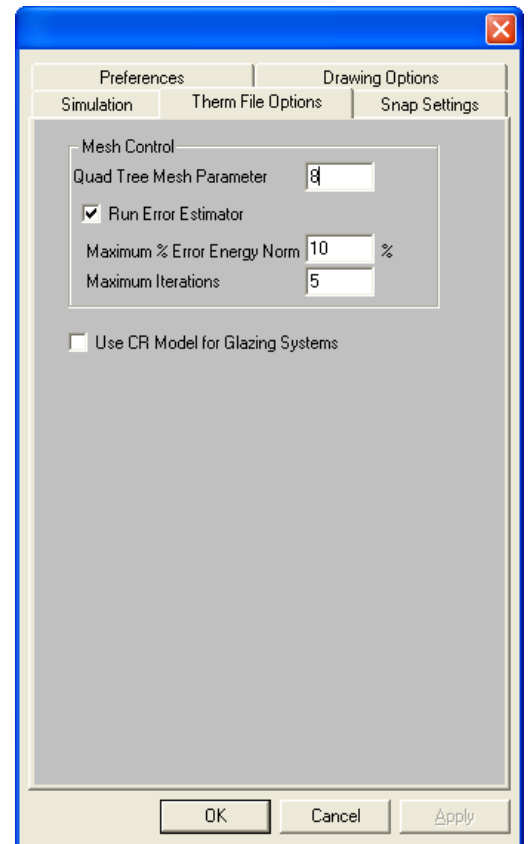 Preferences Drawing Options
Simulation Therm File Options Snap Settings
Mesh Control
Quad Tree Mesh Parameter 8
Run Error Estimator
Maximum % Error Energy Norm 10 %
Maximum Iterations 5
Use CR Model for Glazing Systems
OK Cancel Apply